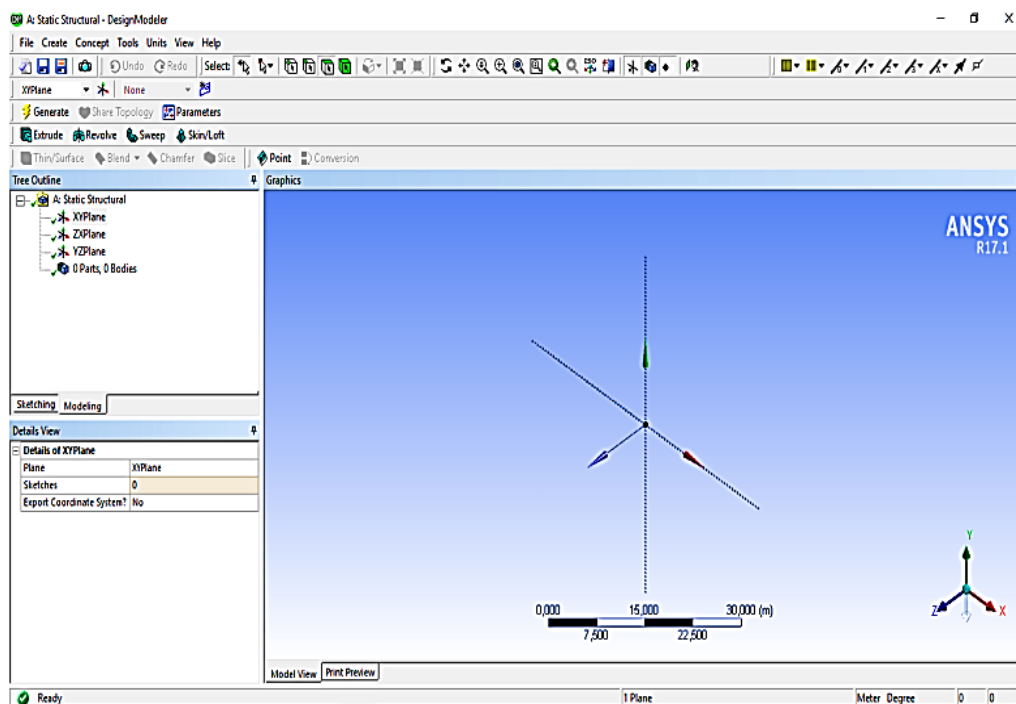 A: Static Structural - DesignModeler
File Create Concept Tools Units View Help
Undo Redo Select:
XYPlane None
Generate Share Topology Parameters
Extrude Revolve Sweep Skin/Loft
Thin/Surface Blend Chamfer Slice Point Conversion
Tree Outline
A: Static Structural
XYPlane
ZXPlane
YZPlane
0 Parts, 0 Bodies
Sketching Modeling
Details View
Details of XYPlane
Plane XYPlane
Sketches 0
Export Coordinate System? No
Graphics
ANSYS
R17.1
0,000 15,000 30,000 (m)
7,500 22,500
Y
Z X
Model View Print Preview
Ready 1 Plane Meter Degree 0 0